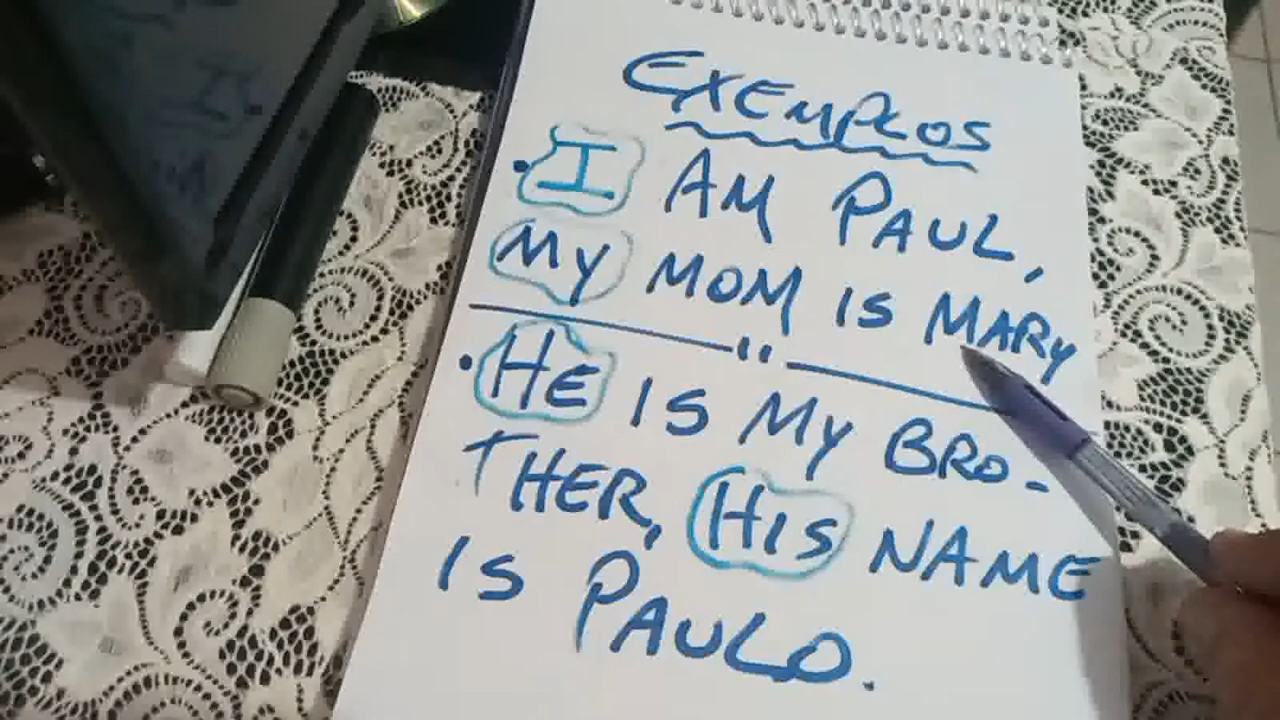 EXEMPLOS
• I AM PAUL,
MY MOM IS MARY
"
• HE IS MY BRO-
THER, HIS NAME
IS PAULO.